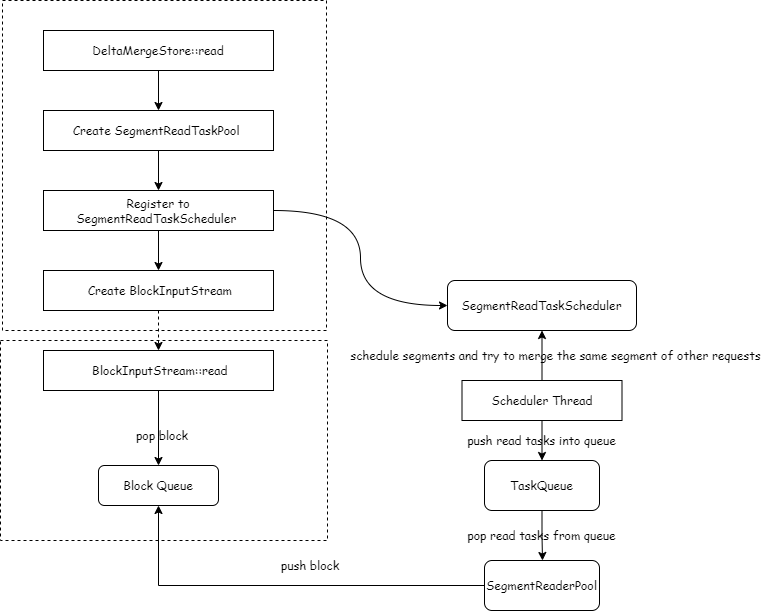 DeltaMergeStore::read
Create SegmentReadTaskPool
Register to
SegmentReadTaskScheduler
Create BlockInputStream
SegmentReadTaskScheduler
schedule segments and try to merge the same segment of other requests
BlockInputStream::read
Scheduler Thread
pop block
push read tasks into queue
Block Queue
TaskQueue
pop read tasks from queue
push block
SegmentReaderPool